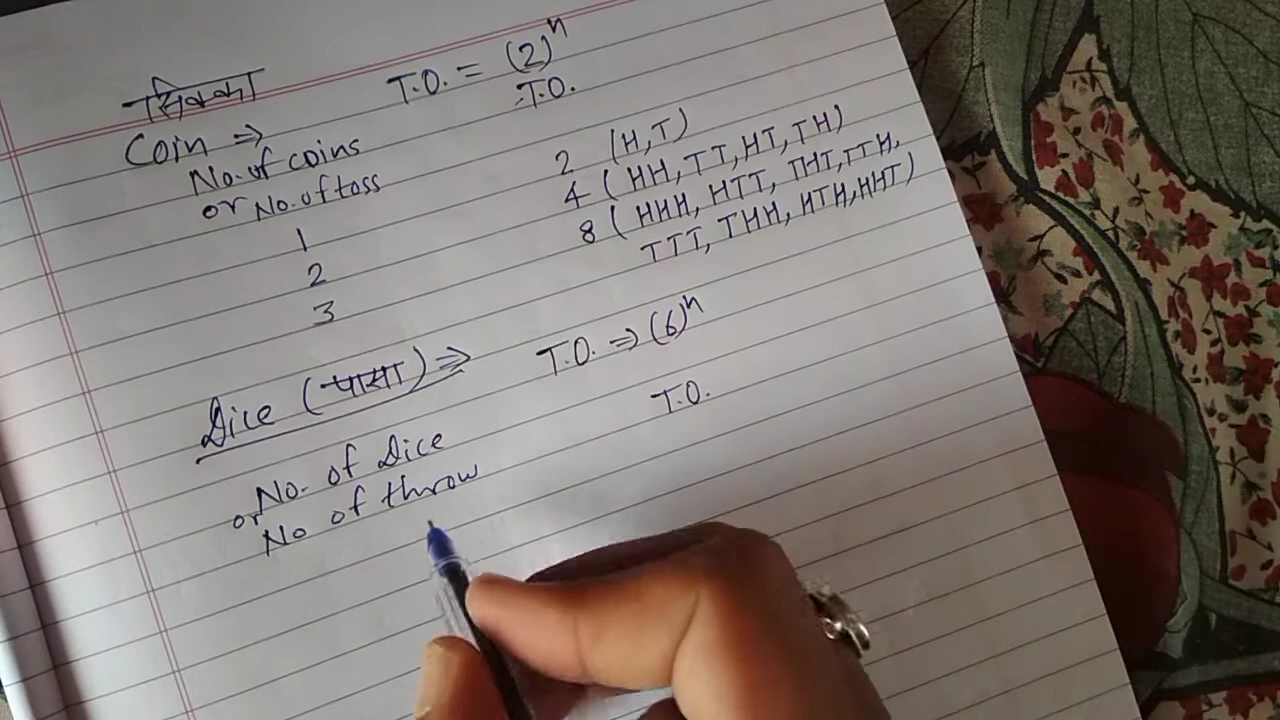 सिक्का T.O. = (2)ⁿ
Coin ⇒ T.O.
No. of coins
or No. of toss 2 (H, T)
1 4 (HH, TT, HT, TH)
2 8 (HHH, HTT, THT, TTH,
3 TTT, THH, HTH, HHT)
Dice (पासा) ⇒ T.O. ⇒ (6)ⁿ
T.O.
No. of Dice
or
No of throw